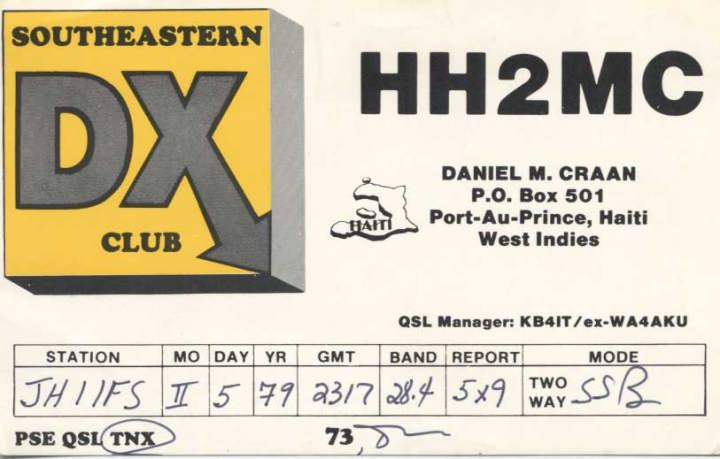 SOUTHEASTERN
DX
CLUB
HH2MC
DANIEL M. CRAAN
P.O. Box 501
Port-Au-Prince, Haiti
West Indies
HAITI
QSL Manager: KB4IT/ex-WA4AKU
STATION MO DAY YR GMT BAND REPORT MODE
JH1IFS II 5 79 2317 28.4 5x9 TWO WAY SSB
PSE QSL TNX 73,